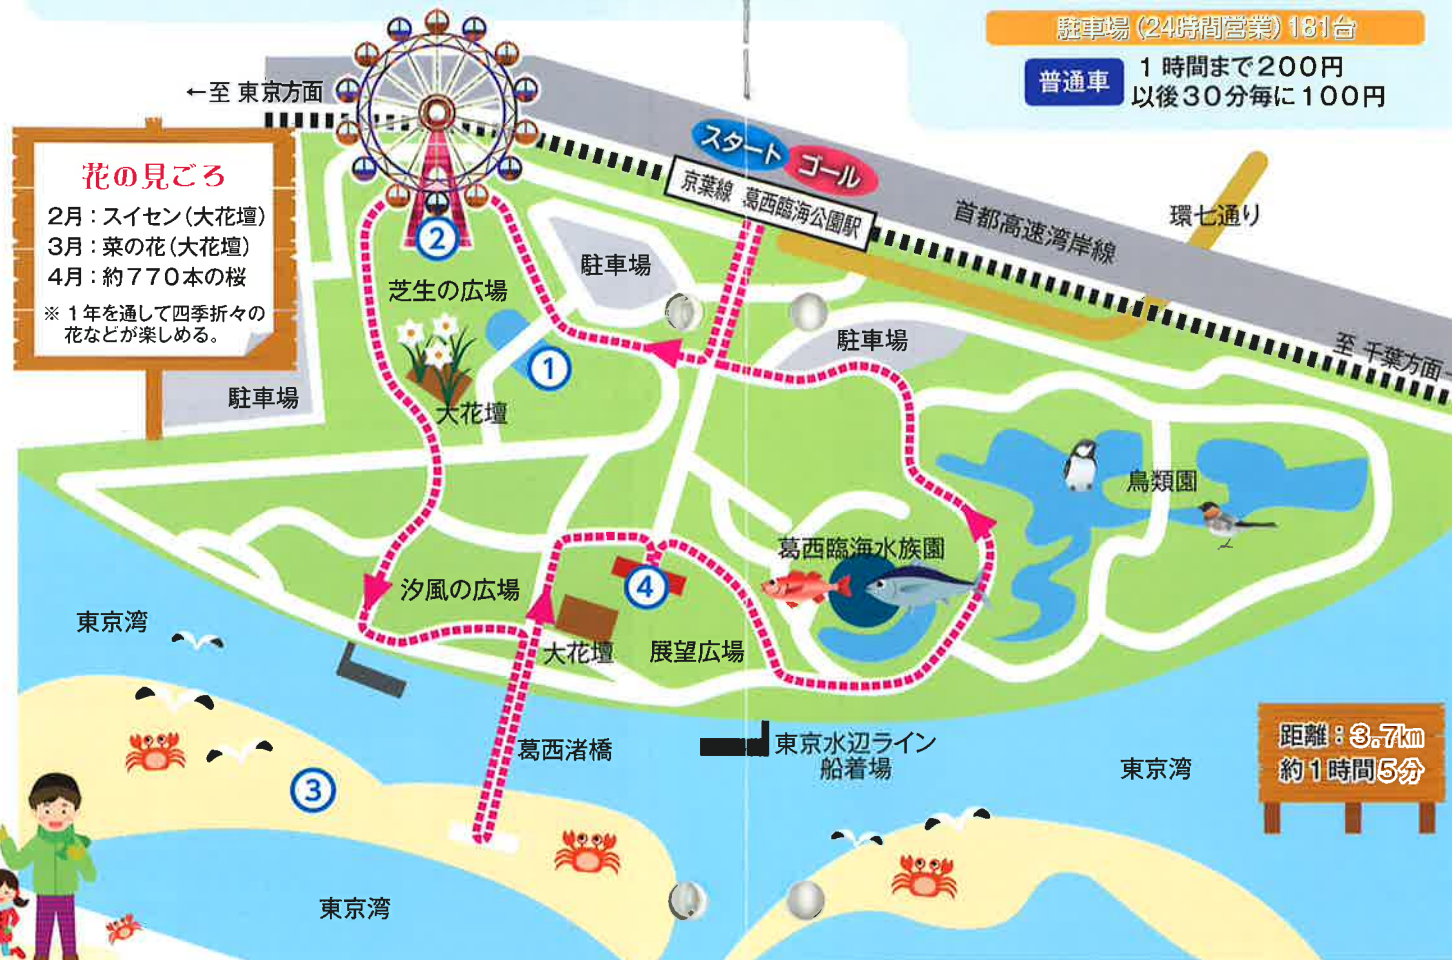 駐車場(24時間営業)181台
普通車
1時間まで200円
以後30分毎に100円
←至 東京方面
花の見ごろ
2月：スイセン(大花壇)
3月：菜の花(大花壇)
4月：約770本の桜
※1年を通して四季折々の
花などが楽しめる。
スタート
ゴール
京葉線 葛西臨海公園駅
首都高速湾岸線
環七通り
至 千葉方面→
②
芝生の広場
駐車場
駐車場
①
駐車場
大花壇
鳥類園
葛西臨海水族園
汐風の広場
④
大花壇
展望広場
東京湾
葛西渚橋
東京水辺ライン
船着場
東京湾
距離：3.7km
約1時間5分
③
東京湾